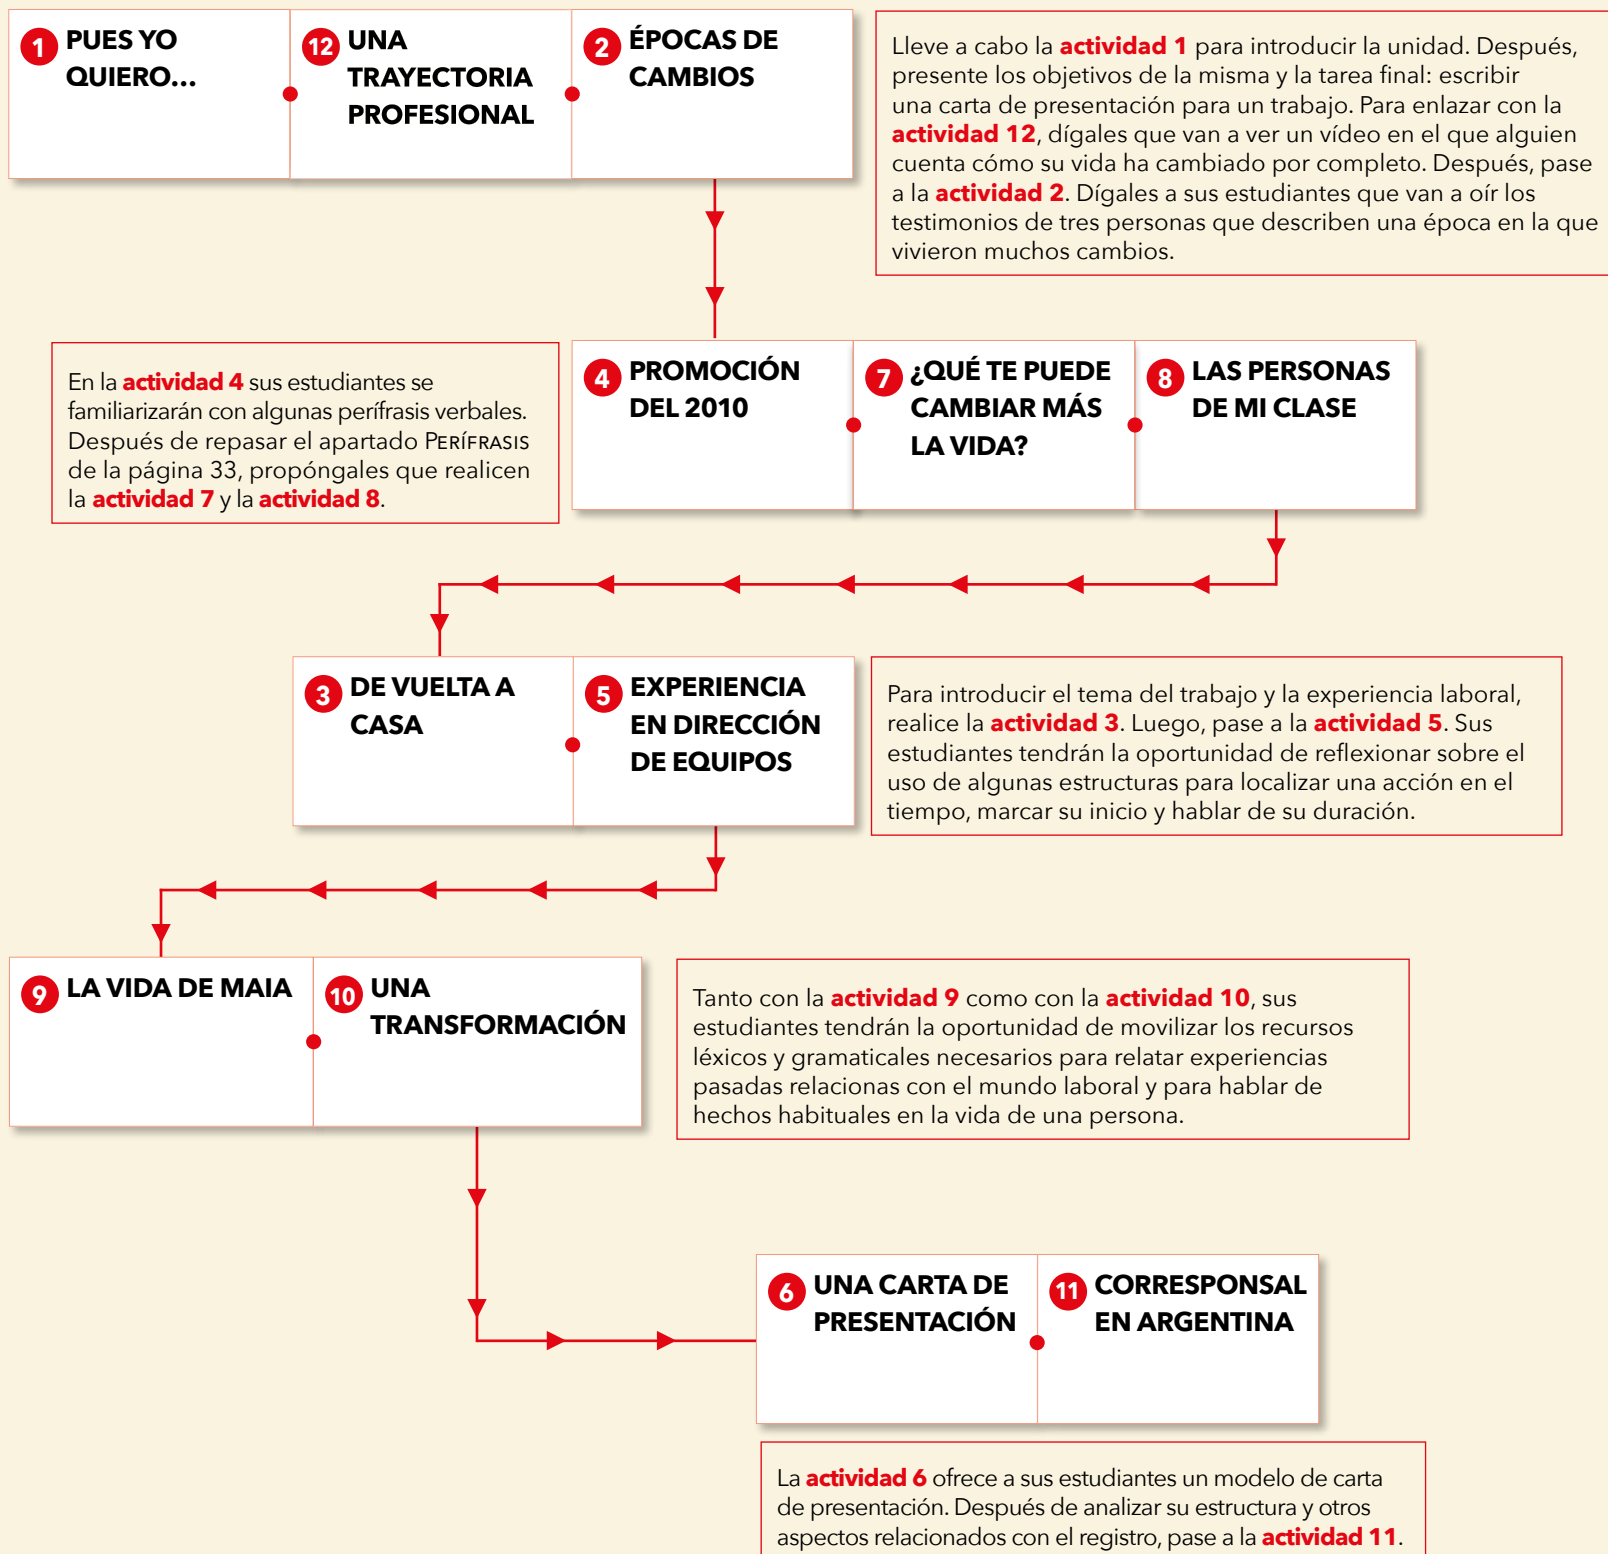 1 PUES YO
QUIERO...
12 UNA
TRAYECTORIA
PROFESIONAL
2 ÉPOCAS DE
CAMBIOS
Lleve a cabo la actividad 1 para introducir la unidad. Después,
presente los objetivos de la misma y la tarea final: escribir
una carta de presentación para un trabajo. Para enlazar con la
actividad 12, dígales que van a ver un vídeo en el que alguien
cuenta cómo su vida ha cambiado por completo. Después, pase
a la actividad 2. Dígales a sus estudiantes que van a oír los
testimonios de tres personas que describen una época en la que
vivieron muchos cambios.
En la actividad 4 sus estudiantes se
familiarizarán con algunas perífrasis verbales.
Después de repasar el apartado PERÍFRASIS
de la página 33, propóngales que realicen
la actividad 7 y la actividad 8.
4 PROMOCIÓN
DEL 2010
7 ¿QUÉ TE PUEDE
CAMBIAR MÁS
LA VIDA?
8 LAS PERSONAS
DE MI CLASE
3 DE VUELTA A
CASA
5 EXPERIENCIA
EN DIRECCIÓN
DE EQUIPOS
Para introducir el tema del trabajo y la experiencia laboral,
realice la actividad 3. Luego, pase a la actividad 5. Sus
estudiantes tendrán la oportunidad de reflexionar sobre el
uso de algunas estructuras para localizar una acción en el
tiempo, marcar su inicio y hablar de su duración.
9 LA VIDA DE MAIA
10 UNA
TRANSFORMACIÓN
Tanto con la actividad 9 como con la actividad 10, sus
estudiantes tendrán la oportunidad de movilizar los recursos
léxicos y gramaticales necesarios para relatar experiencias
pasadas relacionas con el mundo laboral y para hablar de
hechos habituales en la vida de una persona.
6 UNA CARTA DE
PRESENTACIÓN
11 CORRESPONSAL
EN ARGENTINA
La actividad 6 ofrece a sus estudiantes un modelo de carta
de presentación. Después de analizar su estructura y otros
aspectos relacionados con el registro, pase a la actividad 11.